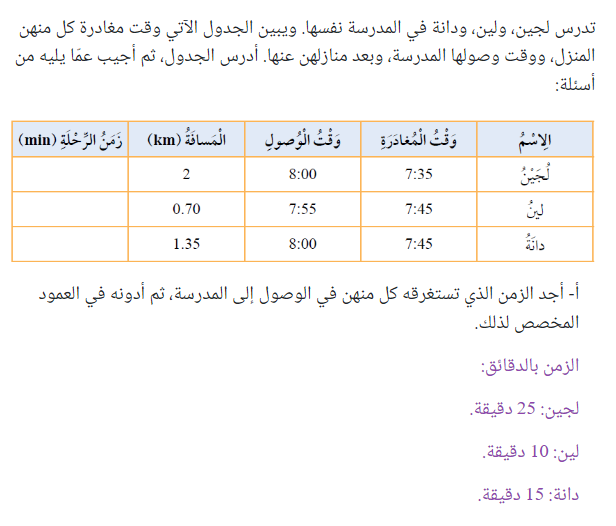 تدرس لجين، ولين، ودانة في المدرسة نفسها. ويبين الجدول الآتي وقت مغادرة كل منهن
المنزل، ووقت وصولها المدرسة، وبعد منازلهن عنها. أدرس الجدول، ثم أجيب عمَا يليه من
أسئلة:
الِاسْمُ وَقْتُ الْمُغادَرَةِ وَقْتُ الْوُصولِ الْمَسافَةُ (km) زَمَنُ الرِّحْلَةِ (min)
لُجَيْنُ 7:35 8:00 2
لينُ 7:45 7:55 0.70
دانَةُ 7:45 8:00 1.35
أ- أجد الزمن الذي تستغرقه كل منهن في الوصول إلى المدرسة، ثم أدونه في العمود
المخصص لذلك.
الزمن بالدقائق:
لجين: 25 دقيقة.
لين: 10 دقيقة.
دانة: 15 دقيقة.